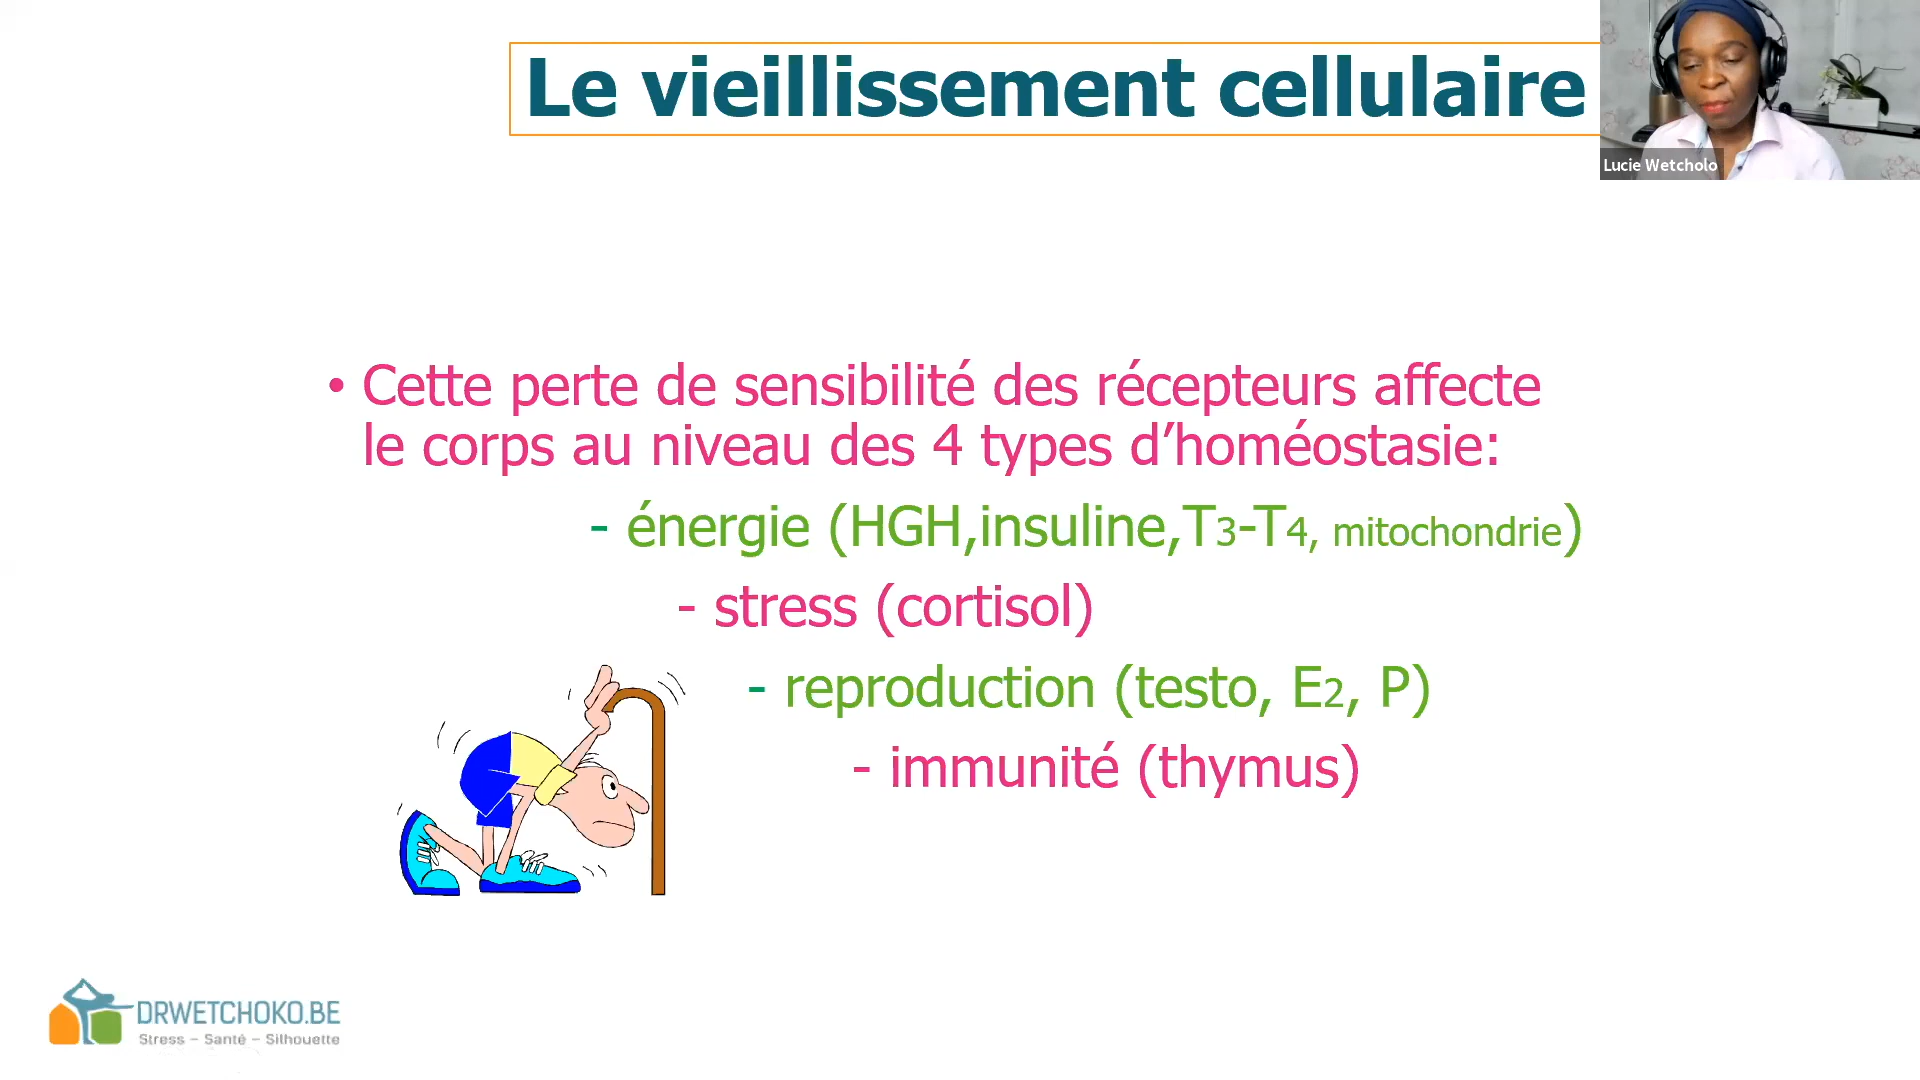 Le vieillissement cellulaire
Lucie Wetcholo
• Cette perte de sensibilité des récepteurs affecte
le corps au niveau des 4 types d’homéostasie:
- énergie (HGH,insuline,T3-T4, mitochondrie)
- stress (cortisol)
- reproduction (testo, E2, P)
- immunité (thymus)
DRWETCHOKO.BE
Stress – Santé – Silhouette